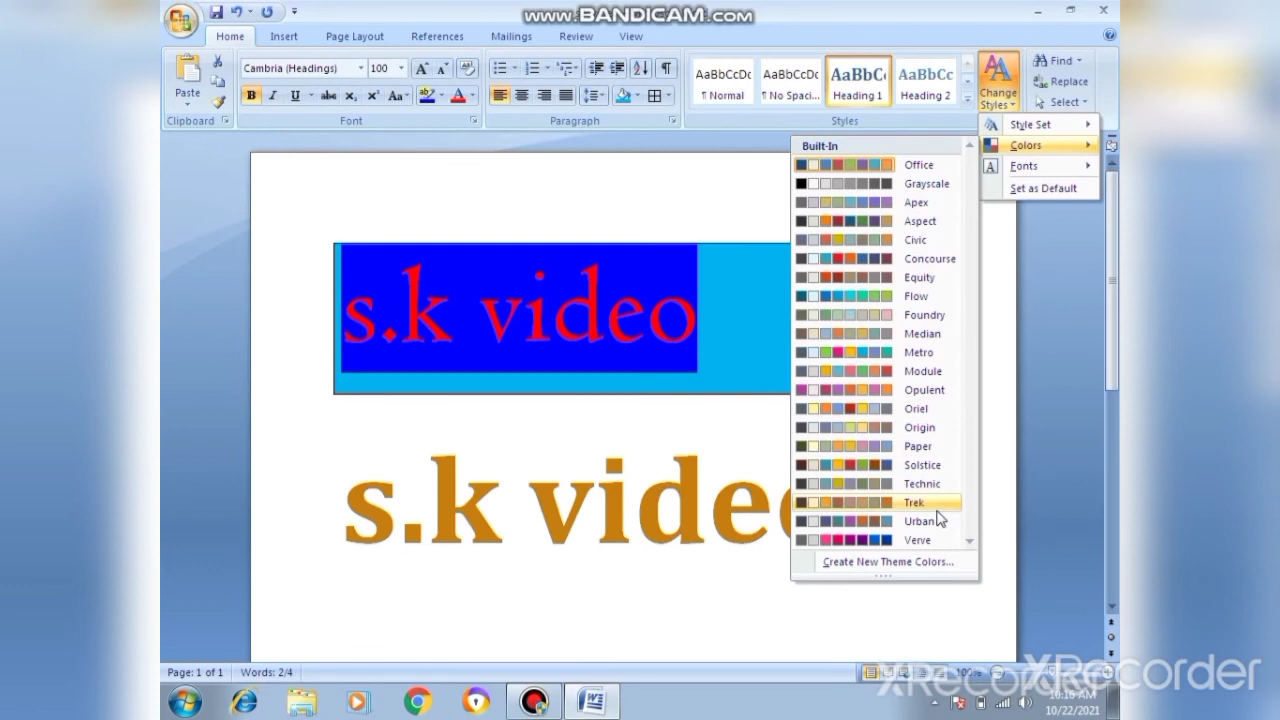 www.BANDICAM.com
Home Insert Page Layout References Mailings Review View
Paste
Clipboard
Cambria (Headings) 100
Font
Paragraph
AaBbCcDc
¶ Normal
AaBbCcDc
¶ No Spaci...
AaBbC
Heading 1
AaBbCc
Heading 2
Styles
Change
Styles
Find
Replace
Select
Style Set
Colors
Fonts
Set as Default
Built-In
Office
Grayscale
Apex
Aspect
Civic
Concourse
Equity
Flow
Foundry
Median
Metro
Module
Opulent
Oriel
Origin
Paper
Solstice
Technic
Trek
Urban
Verve
Create New Theme Colors...
s.k video
s.k video
Page: 1 of 1 Words: 2/4
100%
XRecorder
10:16 AM
10/22/2021